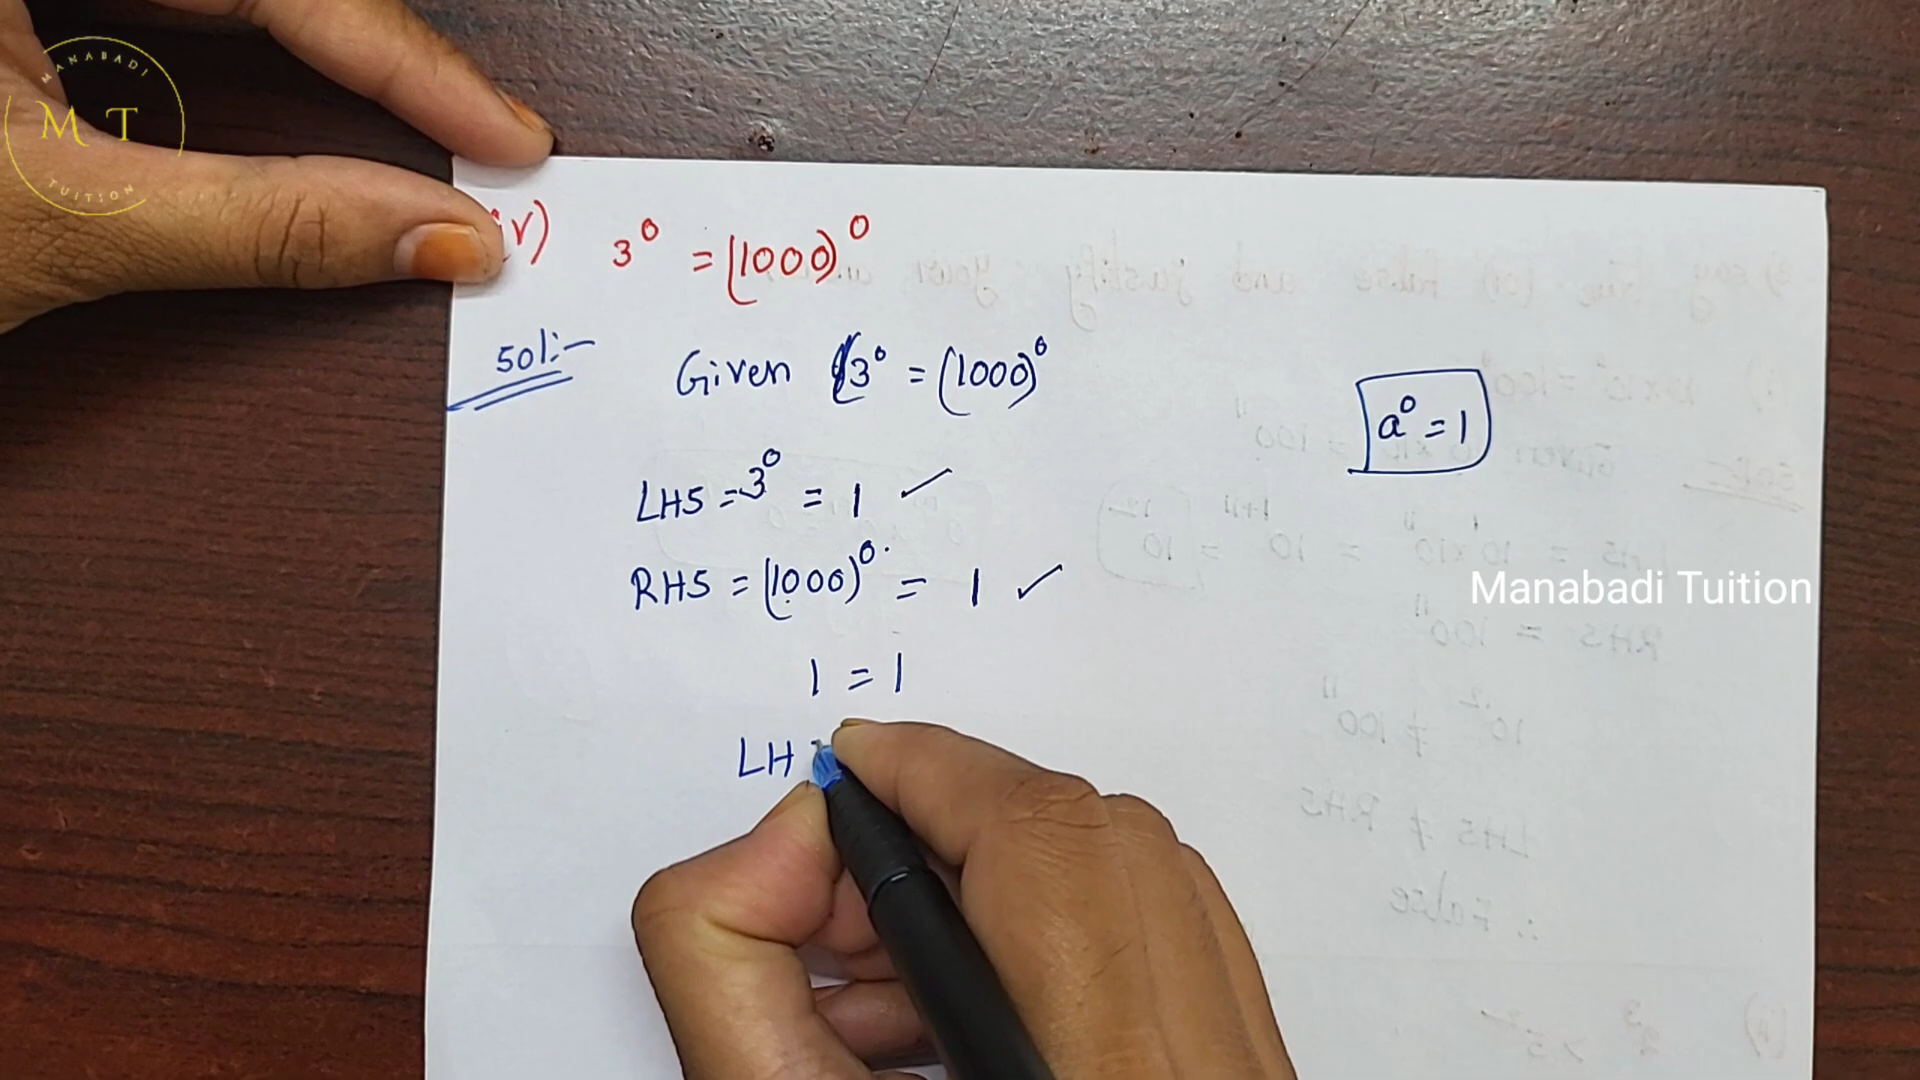 MANABADI
M T
TUITION
iv) 3⁰ = (1000)⁰
Sol:-
Given 3⁰ = (1000)⁰
a⁰ = 1
LHS = 3⁰ = 1 ✓
RHS = (1000)⁰ = 1 ✓
Manabadi Tuition
1 = 1
LH